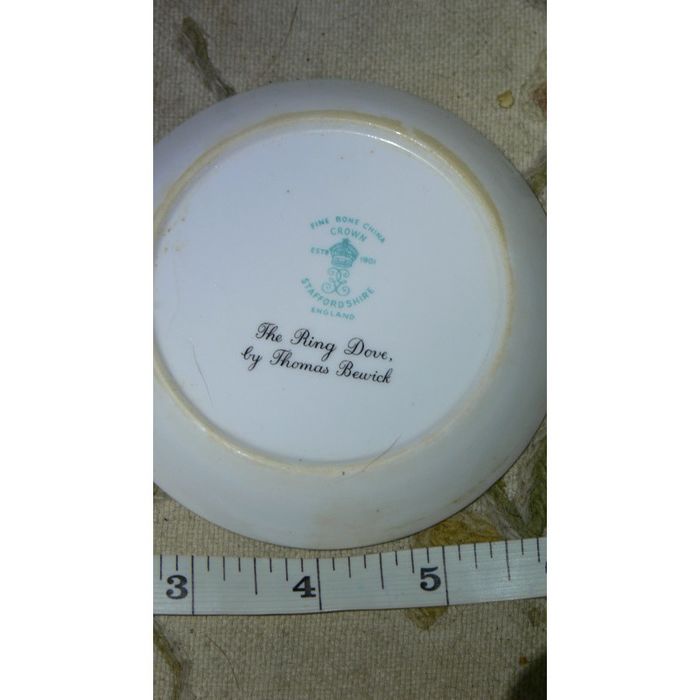 FINE BONE CHINA
CROWN
ESTD 1801
STAFFORDSHIRE
ENGLAND
The Ring Dove,
by Thomas Bewick
3 4 5